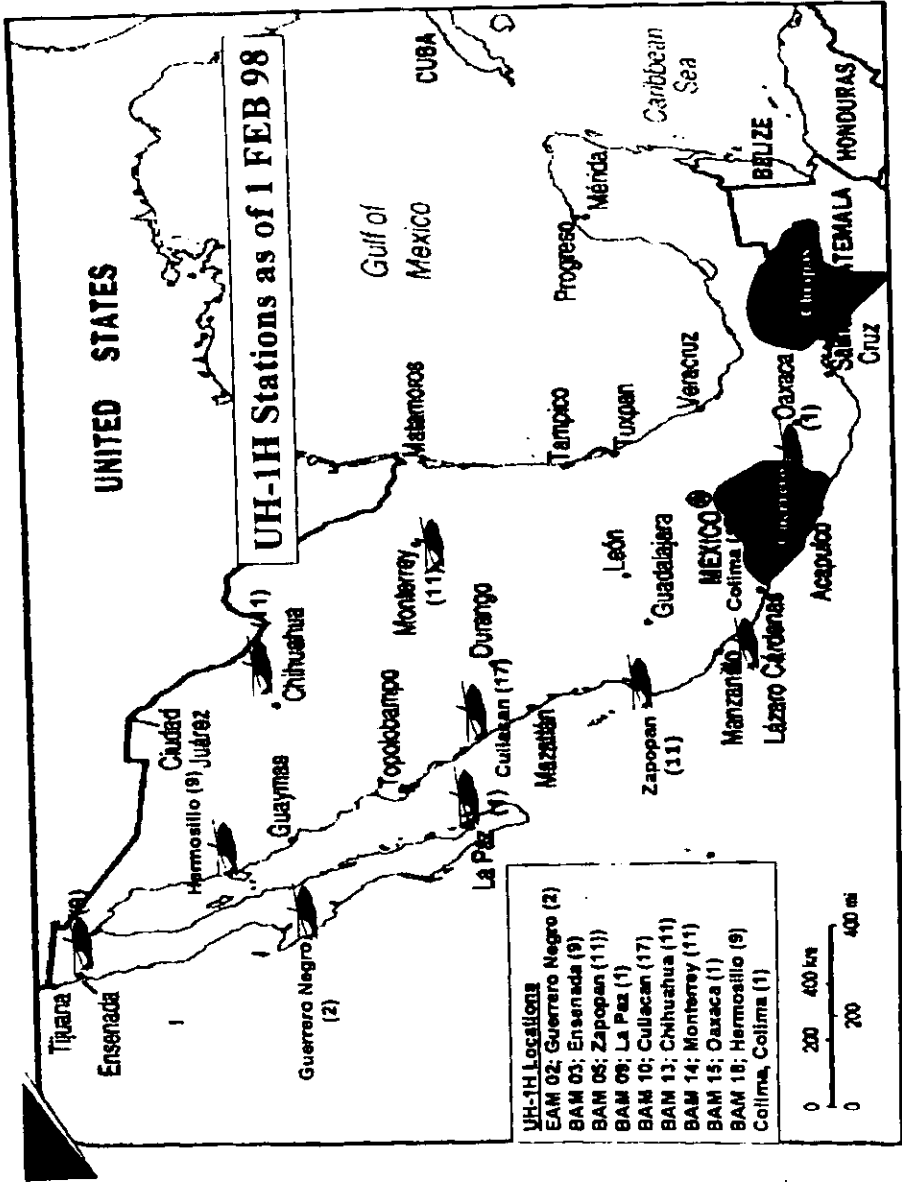 UNITED STATES
UH-1H Stations as of 1 FEB 98
Tijuana
Ensenada
Ciudad
Juárez
Hermosillo (9)
Chihuahua
Guaymas
Guerrero Negro
(2)
Monterrey
(11)
Matamoros
Gulf of
Mexico
CUBA
Topolobampo
Durango
La Paz
Culiacan (17)
Mazatlán
Tampico
Tuxpan
Progreso
Mérida
Caribbean
Sea
León
Guadalajara
Zapopan
(11)
Veracruz
MEXICO
Colima
Manzanillo
Lázaro Cárdenas
Acapulco
Oaxaca
(1)
Chiapas
Cruz
BELIZE
HONDURAS
UH-1H Locations
EAM 02; Guerrero Negro (2)
BAM 03; Ensenada (9)
BAM 05; Zapopan (11))
BAM 09; La Paz (1)
BAM 10; Culiacan (17)
BAM 13; Chihuahua (11)
BAM 14; Monterrey (11)
BAM 15; Oaxaca (1)
BAM 18; Hermosillo (9)
Colima, Colima (1)
0 200 400 km
0 200 400 mi